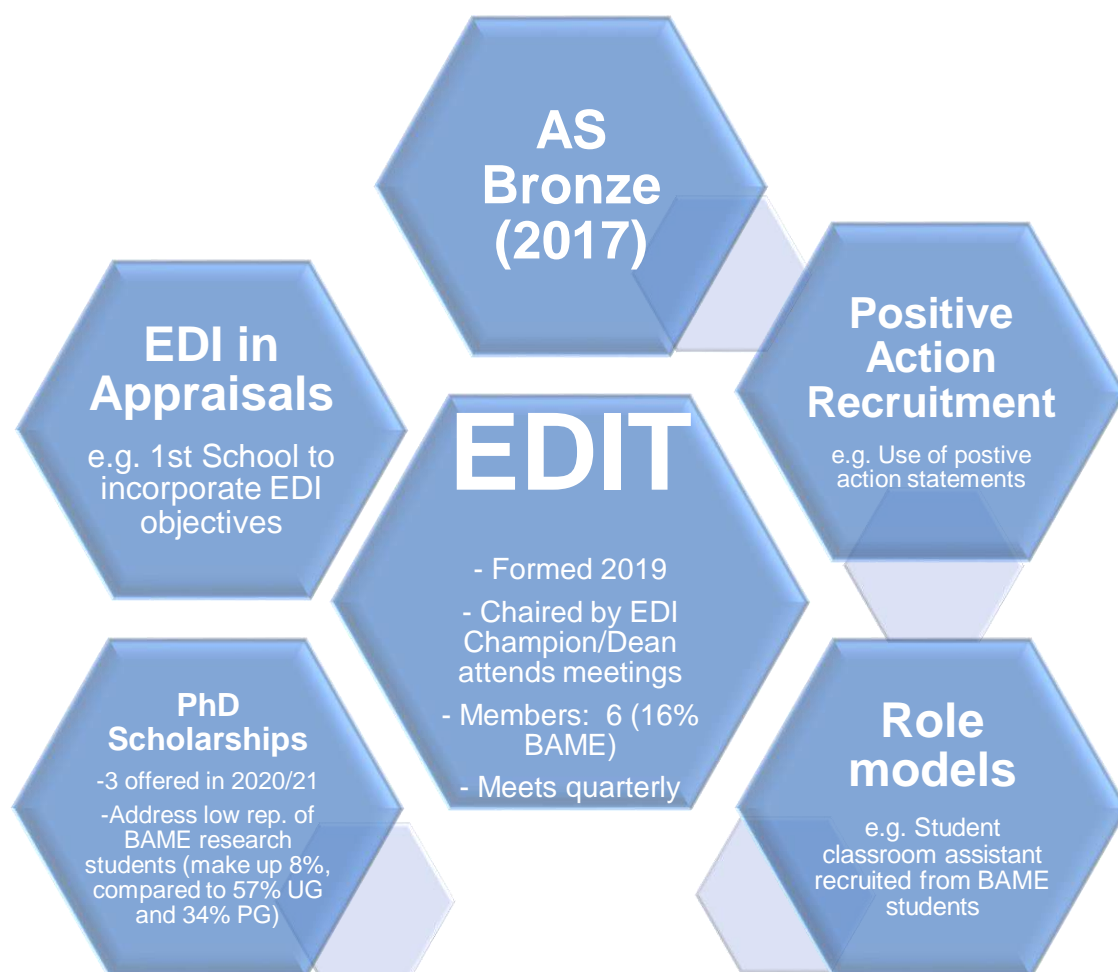 AS
Bronze
(2017)
EDI in
Appraisals
e.g. 1st School to
incorporate EDI
objectives
Positive
Action
Recruitment
e.g. Use of postive
action statements
EDIT
- Formed 2019
- Chaired by EDI
Champion/Dean
attends meetings
- Members:  6 (16%
BAME)
- Meets quarterly
PhD
Scholarships
-3 offered in 2020/21
-Address low rep. of
BAME research
students (make up 8%,
compared to 57% UG
and 34% PG)
Role
models
e.g. Student
classroom assistant
recruited from BAME
students